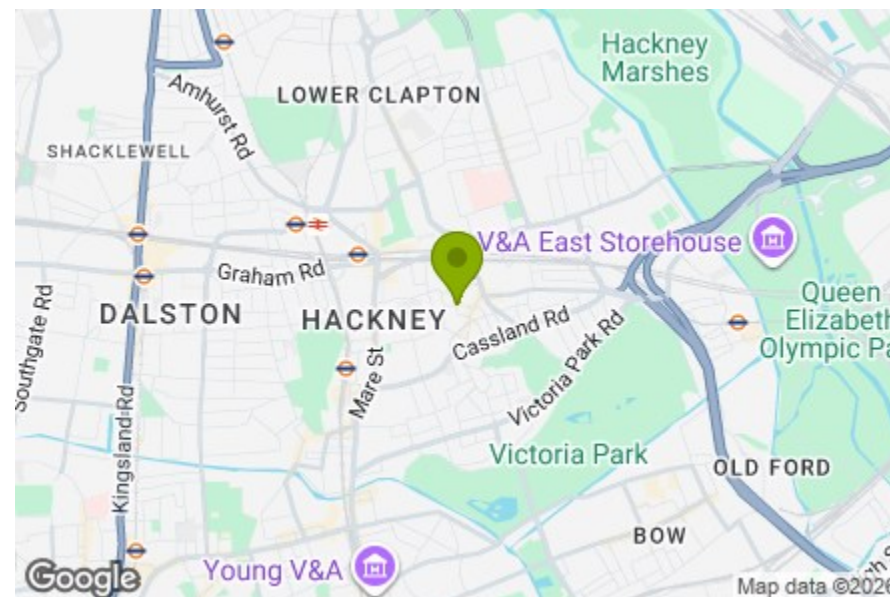 Hackney
Marshes
Amhurst Rd
LOWER CLAPTON
SHACKLEWELL
V&A East Storehouse
Graham Rd
Southgate Rd
DALSTON
HACKNEY
Cassland Rd
Queen
Elizabeth
Olympic Pa
Mare St
Victoria Park Rd
Kingsland Rd
Victoria Park
OLD FORD
BOW
Young V&A
Google
Map data ©2026